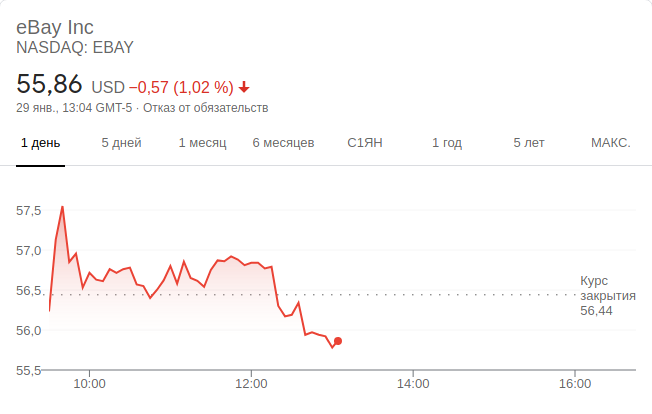 eBay Inc
NASDAQ: EBAY
55,86 USD −0,57 (1,02 %)
29 янв., 13:04 GMT-5 · Отказ от обязательств
1 день 5 дней 1 месяц 6 месяцев С1ЯН 1 год 5 лет МАКС.
57,5
57,0
56,5
56,0
55,5
Курс
закрытия
56,44
10:00 12:00 14:00 16:00